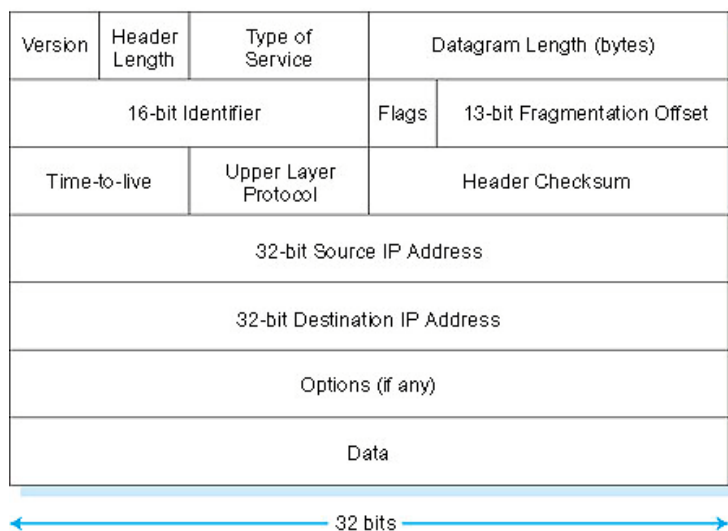 Version
Header
Length
Type of
Service
Datagram Length (bytes)
16-bit Identifier
Flags
13-bit Fragmentation Offset
Time-to-live
Upper Layer
Protocol
Header Checksum
32-bit Source IP Address
32-bit Destination IP Address
Options (if any)
Data
32 bits